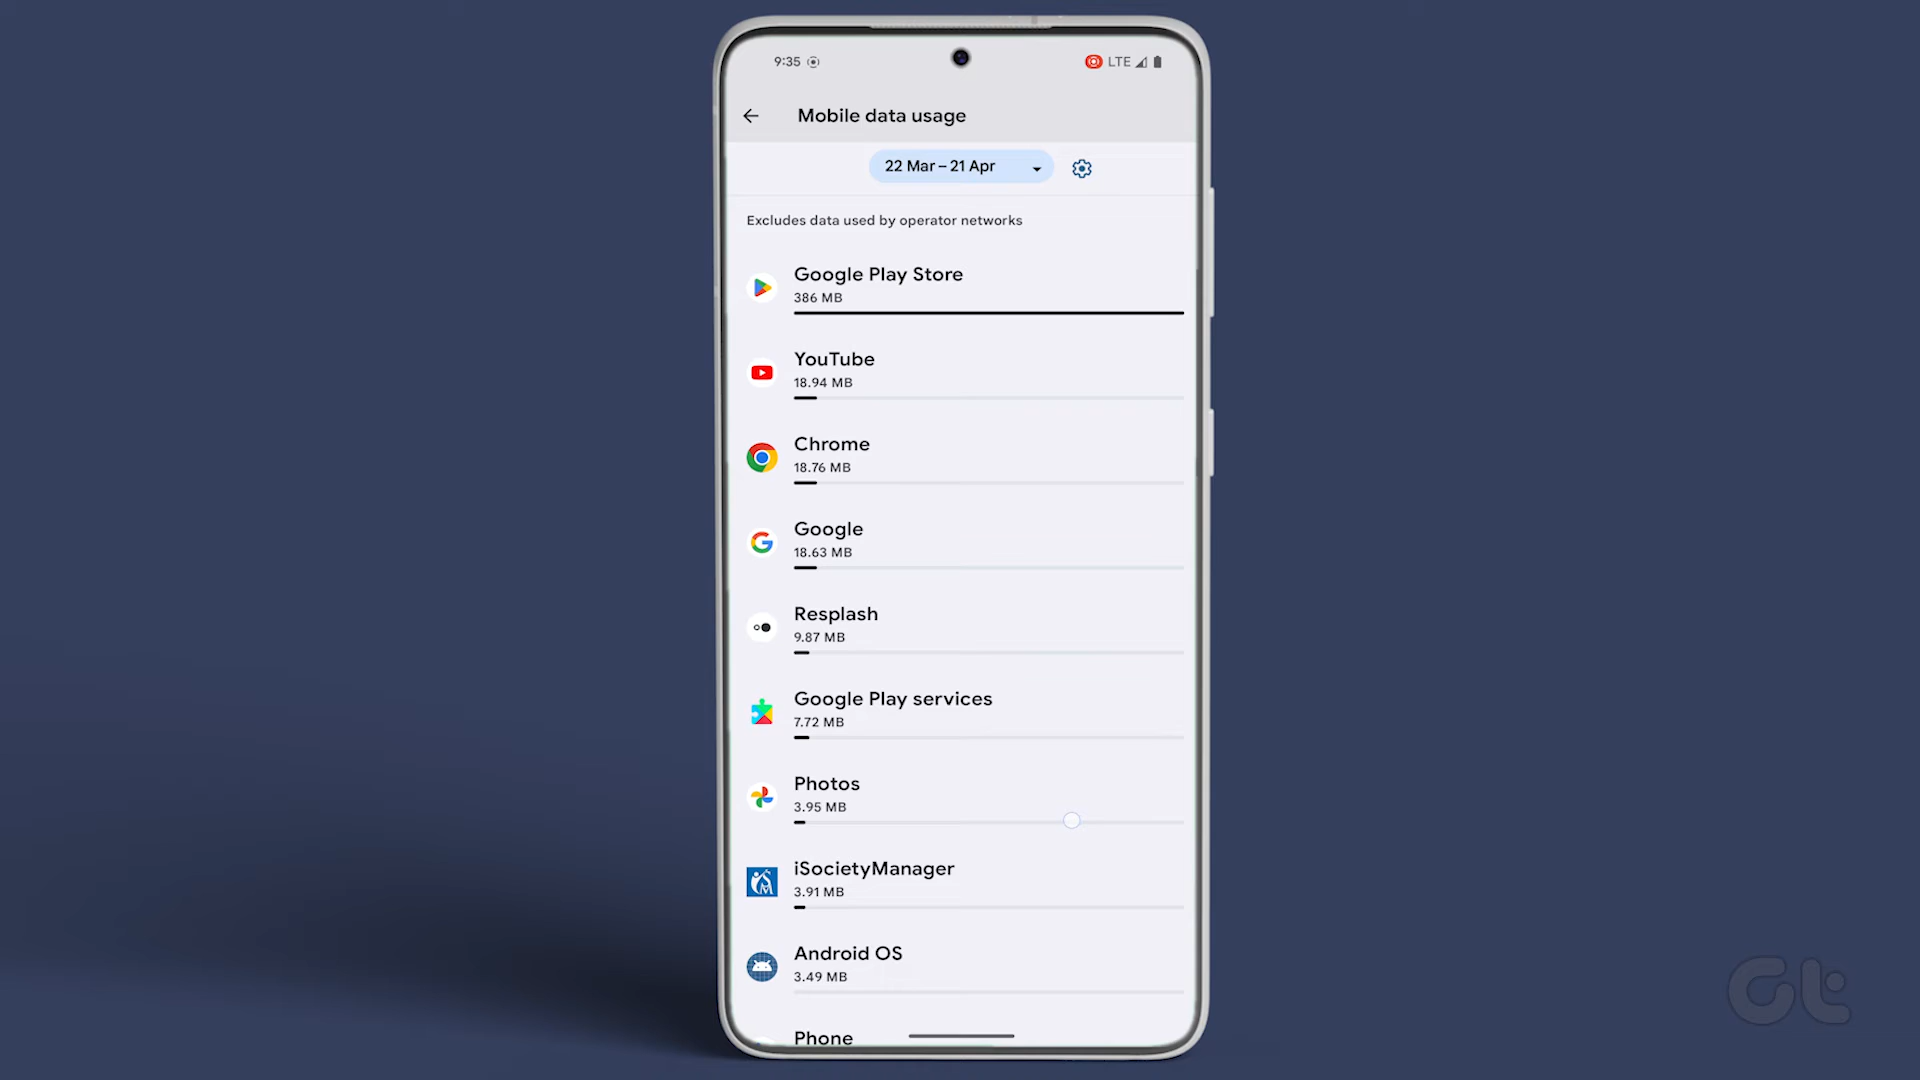 9:35 LTE
Mobile data usage
22 Mar – 21 Apr
Excludes data used by operator networks
Google Play Store
386 MB
YouTube
18.94 MB
Chrome
18.76 MB
Google
18.63 MB
Resplash
9.87 MB
Google Play services
7.72 MB
Photos
3.95 MB
iSocietyManager
3.91 MB
Android OS
3.49 MB
Phone
Gt